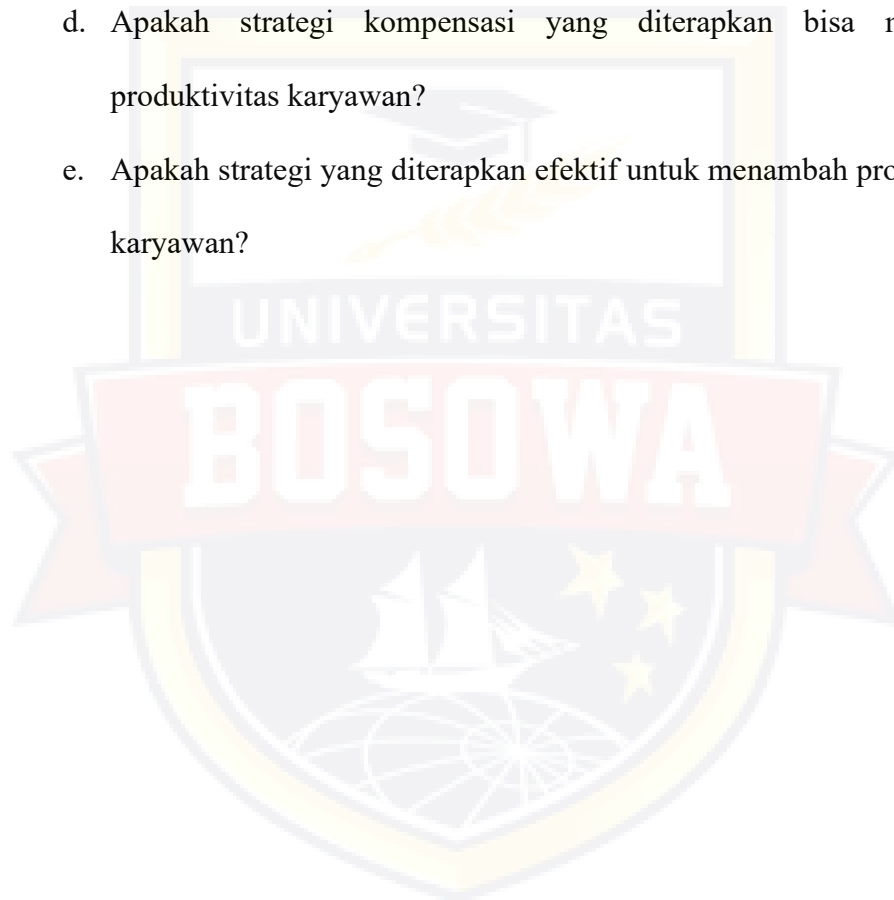 d. Apakah strategi kompensasi yang diterapkan bisa
produktivitas karyawan?
e. Apakah strategi yang diterapkan efektif untuk menambah
karyawan?
UNIVERSITAS
BOSOWA